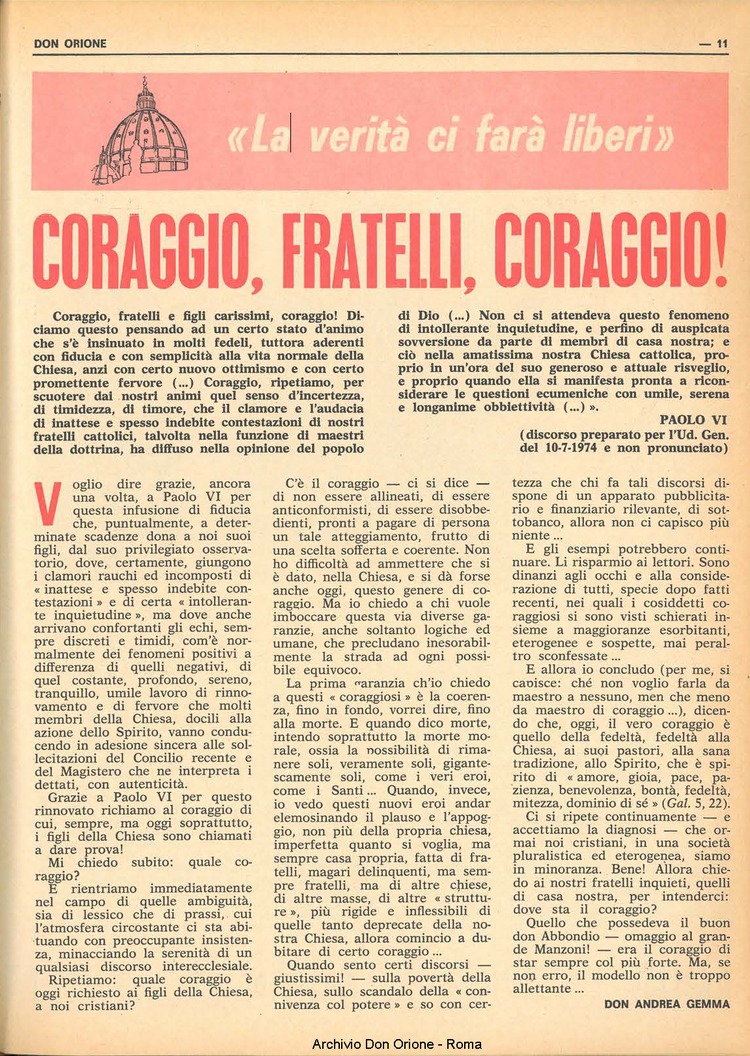 DON ORIONE
— 11
«La verità ci farà liberi»
CORAGGIO, FRATELLI, CORAGGIO!
Coraggio, fratelli e figli carissimi, coraggio! Di-
ciamo questo pensando ad un certo stato d'animo
che s'è insinuato in molti fedeli, tuttora aderenti
con fiducia e con semplicità alla vita normale della
Chiesa, anzi con certo nuovo ottimismo e con certo
promettente fervore (...) Coraggio, ripetiamo, per
scuotere dai nostri animi quel senso d'incertezza,
di timidezza, di timore, che il clamore e l'audacia
di inattese e spesso indebite contestazioni di nostri
fratelli cattolici, talvolta nella funzione di maestri
della dottrina, ha diffuso nella opinione del popolo
di Dio (...) Non ci si attendeva questo fenomeno
di intollerante inquietudine, e perfino di auspicata
sovversione da parte di membri di casa nostra; e
ciò nella amatissima nostra Chiesa cattolica, pro-
prio in un'ora del suo generoso e attuale risveglio,
e proprio quando ella si manifesta pronta a ricon-
siderare le questioni ecumeniche con umile, serena
e longanime obbiettività (...) ».
PAOLO VI
(discorso preparato per l'Ud. Gen.
del 10-7-1974 e non pronunciato)
Voglio dire grazie, ancora
una volta, a Paolo VI per
questa infusione di fiducia
che, puntualmente, a deter-
minate scadenze dona a noi suoi
figli, dal suo privilegiato osserva-
torio, dove, certamente, giungono
i clamori rauchi ed incomposti di
« inattese e spesso indebite con-
testazioni » e di certa « intolleran-
te inquietudine », ma dove anche
arrivano confortanti gli echi, sem-
pre discreti e timidi, com'è nor-
malmente dei fenomeni positivi a
differenza di quelli negativi, di
quel costante, profondo, sereno,
tranquillo, umile lavoro di rinno-
vamento e di fervore che molti
membri della Chiesa, docili alla
azione dello Spirito, vanno condu-
cendo in adesione sincera alle sol-
lecitazioni del Concilio recente e
del Magistero che ne interpreta i
dettati, con autenticità.
Grazie a Paolo VI per questo
rinnovato richiamo al coraggio di
cui, sempre, ma oggi soprattutto,
i figli della Chiesa sono chiamati
a dare prova!
Mi chiedo subito: quale co-
raggio?
E rientriamo immediatamente
nel campo di quelle ambiguità,
sia di lessico che di prassi, cui
l'atmosfera circostante ci sta abi-
tuando con preoccupante insisten-
za, minacciando la serenità di un
qualsiasi discorso interecclesiale.
Ripetiamo: quale coraggio è
oggi richiesto ai figli della Chiesa,
a noi cristiani?
C'è il coraggio — ci si dice —
di non essere allineati, di essere
anticonformisti, di essere disobbe-
dienti, pronti a pagare di persona
un tale atteggiamento, frutto di
una scelta sofferta e coerente. Non
ho difficoltà ad ammettere che si
è dato, nella Chiesa, e si dà forse
anche oggi, questo genere di co-
raggio. Ma io chiedo a chi vuole
imboccare questa via diverse ga-
ranzie, anche soltanto logiche ed
umane, che precludano inesorabil-
mente la strada ad ogni possi-
bile equivoco.
La prima garanzia ch'io chiedo
a questi « coraggiosi » è la coeren-
za, fino in fondo, vorrei dire, fino
alla morte. E quando dico morte,
intendo soprattutto la morte mo-
rale, ossia la possibilità di rima-
nere soli, veramente soli, gigante-
scamente soli, come i veri eroi,
come i Santi ... Quando, invece,
io vedo questi nuovi eroi andar
elemosinando il plauso e l'appog-
gio, non più della propria chiesa,
imperfetta quanto si voglia, ma
sempre casa propria, fatta di fra-
telli, magari delinquenti, ma sem-
pre fratelli, ma di altre chiese,
di altre masse, di altre « struttu-
re », più rigide e inflessibili di
quelle tanto deprecate della no-
stra Chiesa, allora comincio a du-
bitare di certo coraggio ...
Quando sento certi discorsi —
giustissimi! — sulla povertà della
Chiesa, sullo scandalo della « con-
nivenza col potere » e so con cer-
tezza che chi fa tali discorsi di-
spone di un apparato pubblicita-
rio e finanziario rilevante, di sot-
tobanco, allora non ci capisco più
niente ...
E gli esempi potrebbero conti-
nuare. Li risparmio ai lettori. Sono
dinanzi agli occhi e alla conside-
razione di tutti, specie dopo fatti
recenti, nei quali i cosiddetti co-
raggiosi si sono visti schierati in-
sieme a maggioranze esorbitanti,
eterogenee e sospette, mai peral-
tro sconfessate ...
E allora io concludo (per me, si
capisce; ché non voglio farla da
maestro a nessuno, men che meno
da maestro di coraggio ...), dicen-
do che, oggi, il vero coraggio è
quello della fedeltà, fedeltà alla
Chiesa, ai suoi pastori, alla sana
tradizione, allo Spirito, che è spi-
rito di « amore, gioia, pace, pa-
zienza, benevolenza, bontà, fedeltà,
mitezza, dominio di sé » (Gal. 5, 22).
Ci si ripete continuamente — e
accettiamo la diagnosi — che or-
mai noi cristiani, in una società
pluralistica ed eterogenea, siamo
in minoranza. Bene! Allora chie-
do ai nostri fratelli inquieti, quelli
di casa nostra, per intenderci:
dove sta il coraggio?
Quello che possedeva il buon
don Abbondio — omaggio al gran-
de Manzoni! — era il coraggio di
star sempre col più forte. Ma, se
non erro, il modello non è troppo
allettante ...
DON ANDREA GEMMA
Archivio Don Orione - Roma